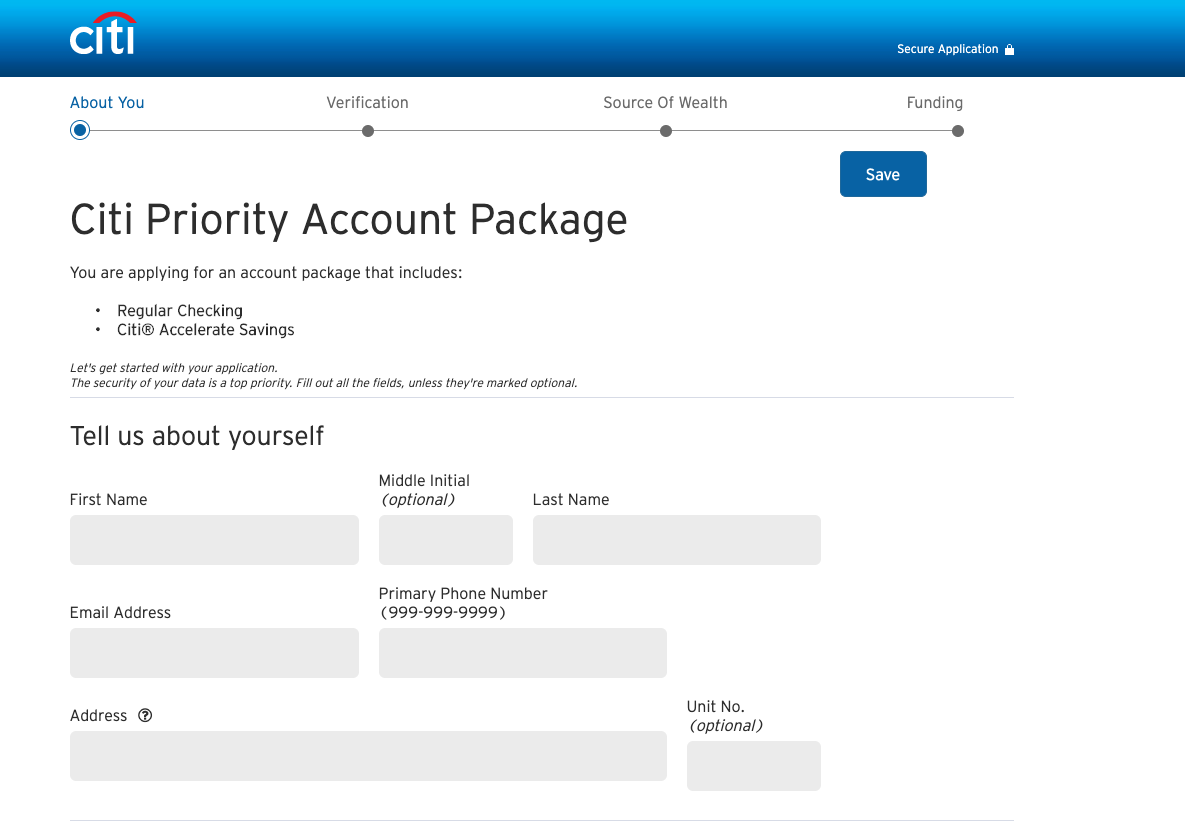 citi
Secure Application
About You
Verification
Source Of Wealth
Funding
Save
Citi Priority Account Package
You are applying for an account package that includes:
• Regular Checking
• Citi® Accelerate Savings
Let's get started with your application.
The security of your data is a top priority. Fill out all the fields, unless they're marked optional.
Tell us about yourself
First Name
Middle Initial
(optional)
Last Name
Email Address
Primary Phone Number
(999-999-9999)
Address ?
Unit No.
(optional)